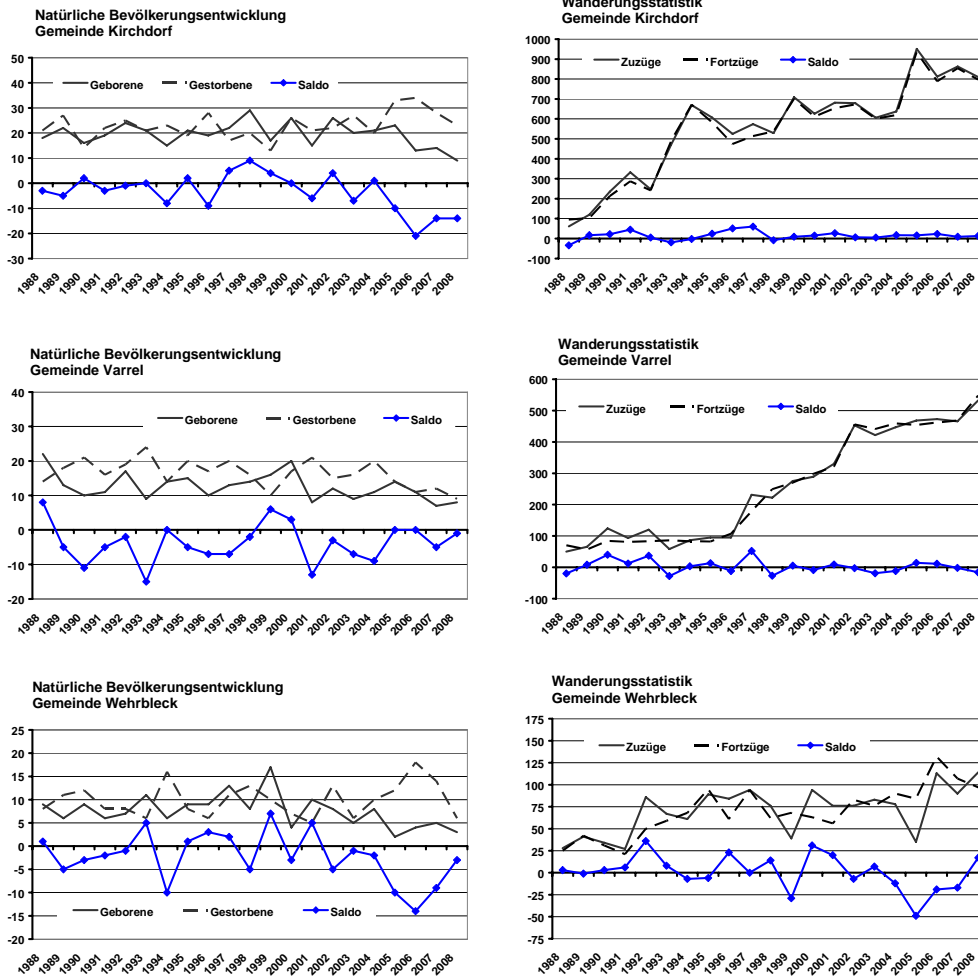 Natürliche Bevölkerungsentwicklung
Gemeinde Kirchdorf
50
40
30
20
10
0
-10
-20
-30
Geborene Gestorbene Saldo
1988 1989 1990 1991 1992 1993 1994 1995 1996 1997 1998 1999 2000 2001 2002 2003 2004 2005 2006 2007 2008
Wanderungsstatistik
Gemeinde Kirchdorf
1000
900
800
700
600
500
400
300
200
100
0
-100
Zuzüge Fortzüge Saldo
1988 1989 1990 1991 1992 1993 1994 1995 1996 1997 1998 1999 2000 2001 2002 2003 2004 2005 2006 2007 2008
Natürliche Bevölkerungsentwicklung
Gemeinde Varrel
40
30
20
10
0
-10
-20
Geborene Gestorbene Saldo
1988 1989 1990 1991 1992 1993 1994 1995 1996 1997 1998 1999 2000 2001 2002 2003 2004 2005 2006 2007 2008
Wanderungsstatistik
Gemeinde Varrel
600
500
400
300
200
100
0
-100
Zuzüge Fortzüge Saldo
1988 1989 1990 1991 1992 1993 1994 1995 1996 1997 1998 1999 2000 2001 2002 2003 2004 2005 2006 2007 2008
Natürliche Bevölkerungsentwicklung
Gemeinde Wehrbleck
25
20
15
10
5
0
-5
-10
-15
-20
Geborene Gestorbene Saldo
1988 1989 1990 1991 1992 1993 1994 1995 1996 1997 1998 1999 2000 2001 2002 2003 2004 2005 2006 2007 2008
Wanderungsstatistik
Gemeinde Wehrbleck
175
150
125
100
75
50
25
0
-25
-50
-75
Zuzüge Fortzüge Saldo
1988 1989 1990 1991 1992 1993 1994 1995 1996 1997 1998 1999 2000 2001 2002 2003 2004 2005 2006 2007 2008